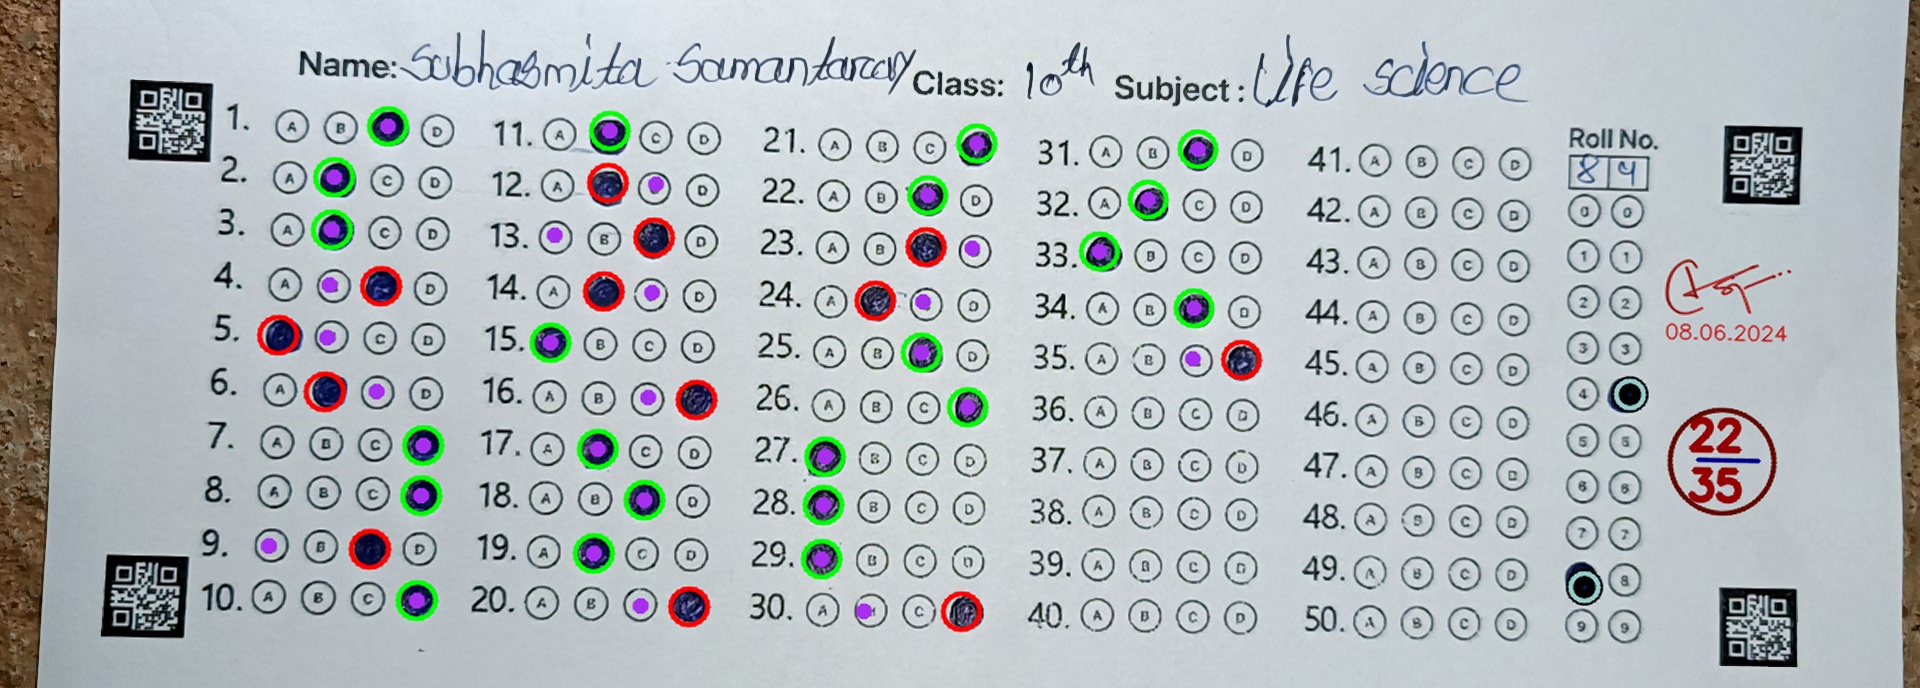 Name: Subhasmita Samantaray Class: 10th Subject : Life science
1. A B D 11. A C D 21. A B C 31. A B D 41. A B C D Roll No.
2. A C D 12. A D 22. A B D 32. A C D 42. A B C D 8 4
3. A C D 13. B D 23. A B 33. B C D 43. A B C D 0 0
4. A D 14. A D 24. A D 34. A B D 44. A B C D 1 1
5. C D 15. B C D 25. A B D 35. A B 45. A B C D 2 2
6. A D 16. A B 26. A B C 36. A B C D 46. A B C D 3 3
7. A B C 17. A C D 27. B C D 37. A B C D 47. A B C D 4
8. A B C 18. A B D 28. B C D 38. A B C D 48. A B C D 5 5
9. B D 19. A C D 29. B C D 39. A B C D 49. A B C D 6 6
10. A B C 20. A B 30. A C 40. A B C D 50. A B C D 7 7
8
9 9
08.06.2024
22
35